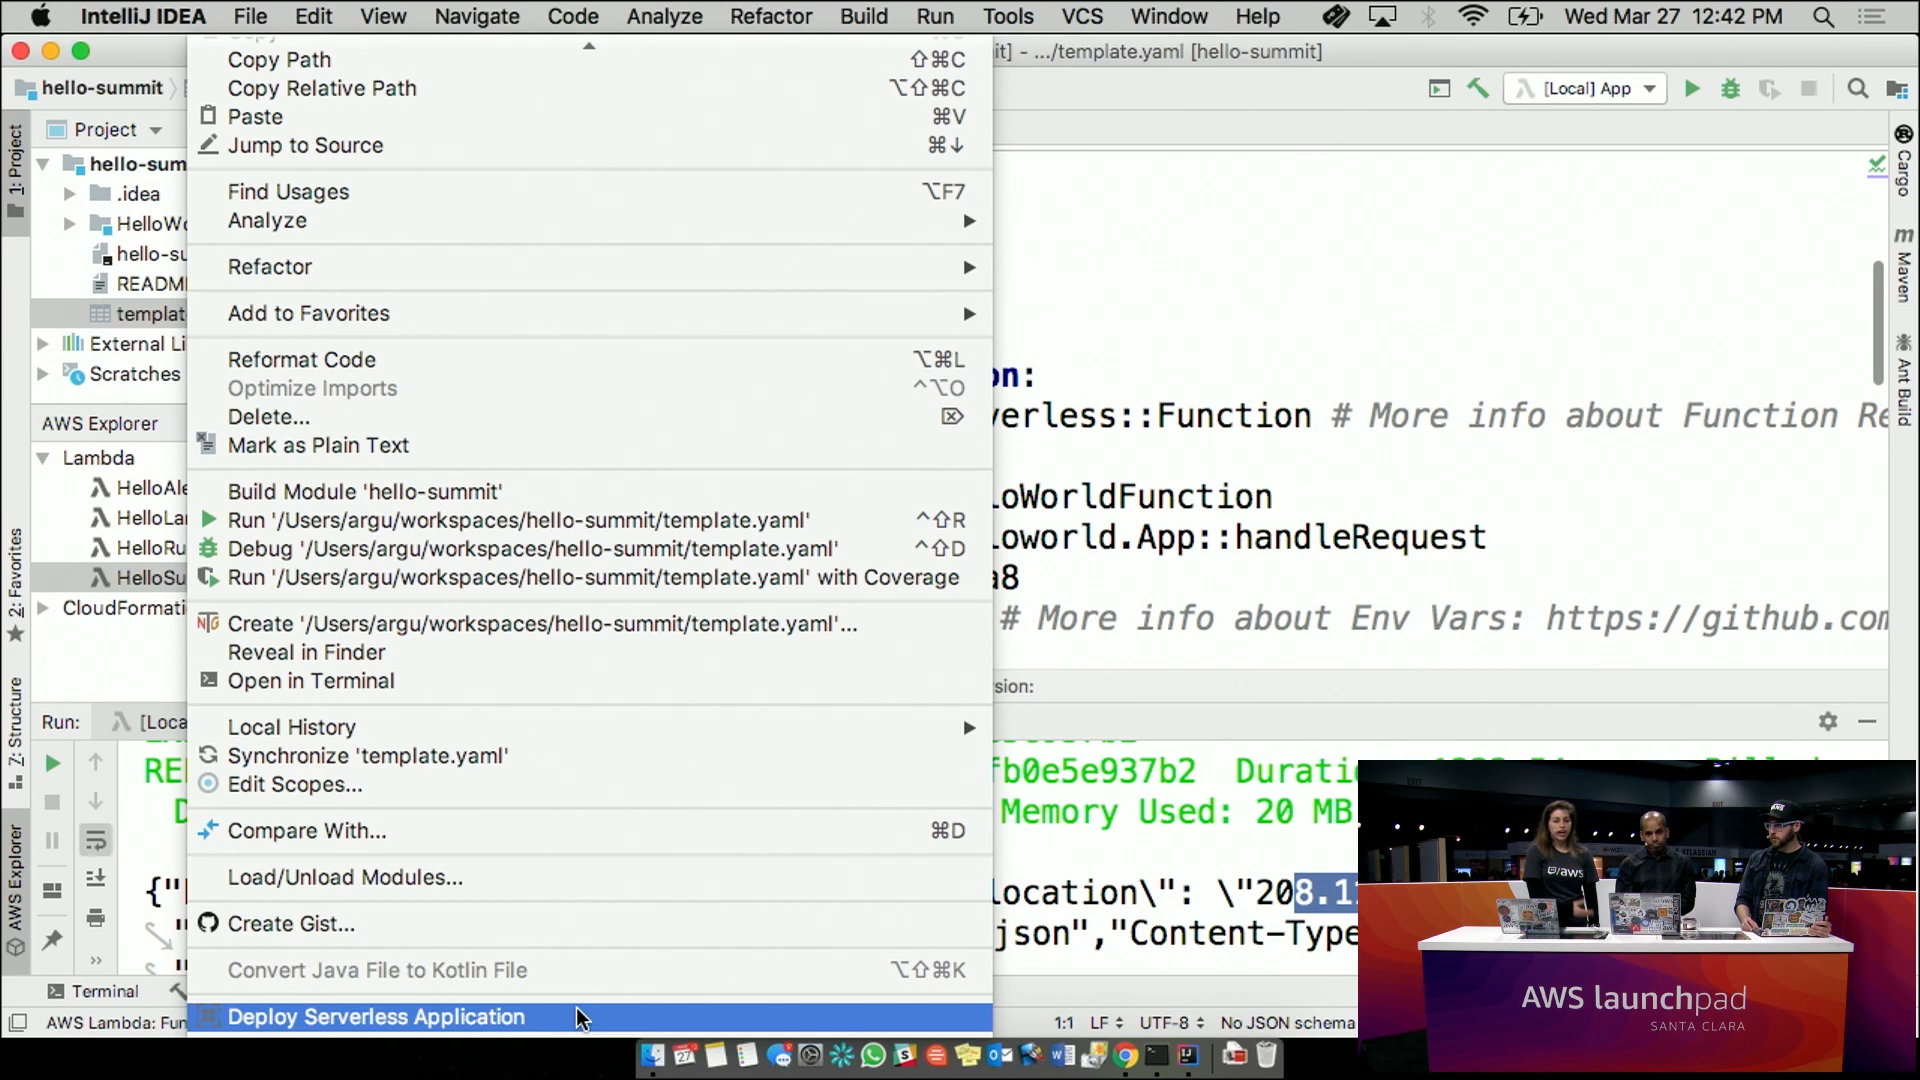 IntelliJ IDEA File Edit View Navigate Code Analyze Refactor Build Run Tools VCS Window Help Wed Mar 27 12:42 PM
it] - .../template.yaml [hello-summit]
hello-summit
[Local] App
1: Project
Project
hello-sum
.idea
HelloWo
hello-su
README
templat
External Li
Scratches
AWS Explorer
Lambda
HelloAle
HelloLa
HelloRu
HelloSu
CloudFormati
2: Favorites
7: Structure
AWS Explorer
Copy
Copy Path ⇧⌘C
Copy Relative Path ⌥⇧⌘C
Paste ⌘V
Jump to Source ⌘↓
Find Usages ⌥F7
Analyze
Refactor
Add to Favorites
Reformat Code ⌥⌘L
Optimize Imports ^⌥O
Delete... ⌦
Mark as Plain Text
Build Module 'hello-summit'
Run '/Users/argu/workspaces/hello-summit/template.yaml' ^⇧R
Debug '/Users/argu/workspaces/hello-summit/template.yaml' ^⇧D
Run '/Users/argu/workspaces/hello-summit/template.yaml' with Coverage
Create '/Users/argu/workspaces/hello-summit/template.yaml'...
Reveal in Finder
Open in Terminal
Local History
Synchronize 'template.yaml'
Edit Scopes...
Compare With... ⌘D
Load/Unload Modules...
Create Gist...
Convert Java File to Kotlin File ⌥⇧⌘K
Deploy Serverless Application
on:
verless::Function # More info about Function Re
loWorldFunction
loworld.App::handleRequest
a8
# More info about Env Vars: https://github.com
sion:
Cargo
Maven
Ant Build
Run: [Loca
fb0e5e937b2 Durati
Memory Used: 20 MB
{"
location\": \"208.1
json","Content-Type
Terminal
AWS Lambda: Fun
1:1 LF UTF-8 No JSON schema
/aws
ATLASSIAN
AWS launchpad
SANTA CLARA